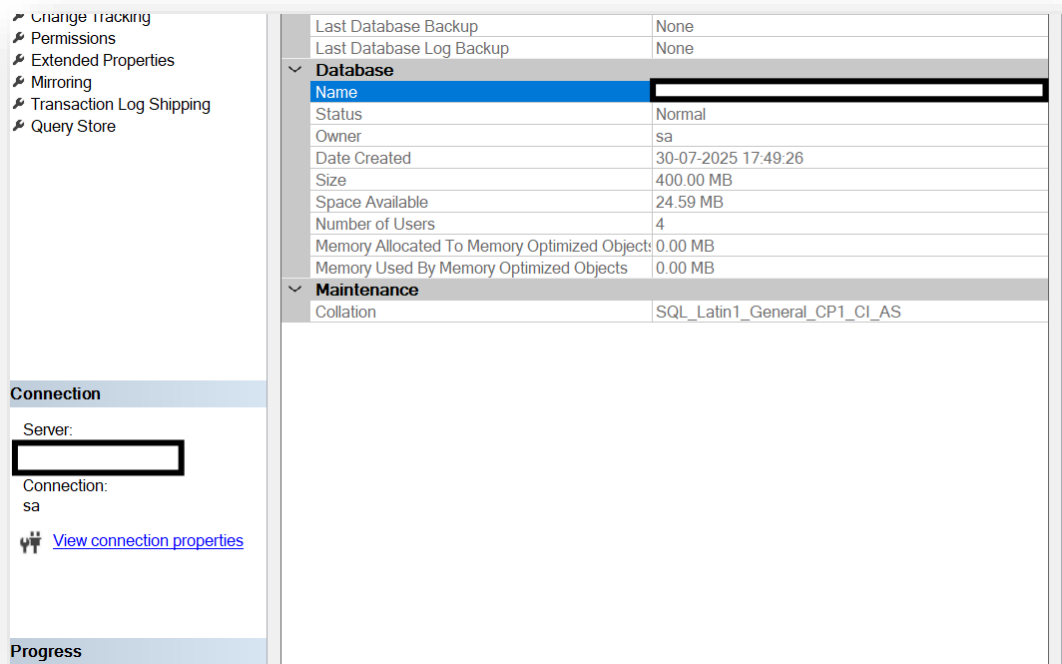 Change Tracking
Permissions
Extended Properties
Mirroring
Transaction Log Shipping
Query Store
Last Database Backup None
Last Database Log Backup None
Database
Name
Status Normal
Owner sa
Date Created 30-07-2025 17:49:26
Size 400.00 MB
Space Available 24.59 MB
Number of Users 4
Memory Allocated To Memory Optimized Objects 0.00 MB
Memory Used By Memory Optimized Objects 0.00 MB
Maintenance
Collation SQL_Latin1_General_CP1_CI_AS
Connection
Server:
Connection:
sa
View connection properties
Progress